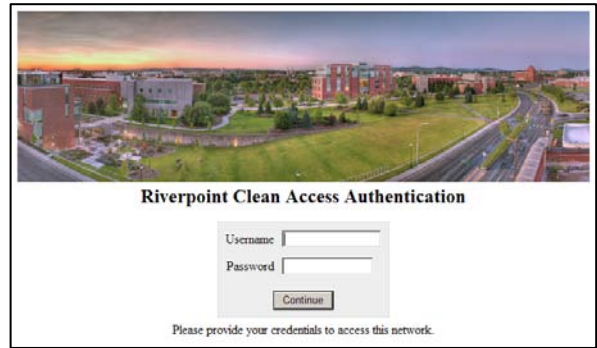 Riverpoint Clean Access Authentication
Username
Password
Continue
Please provide your credentials to access this network.